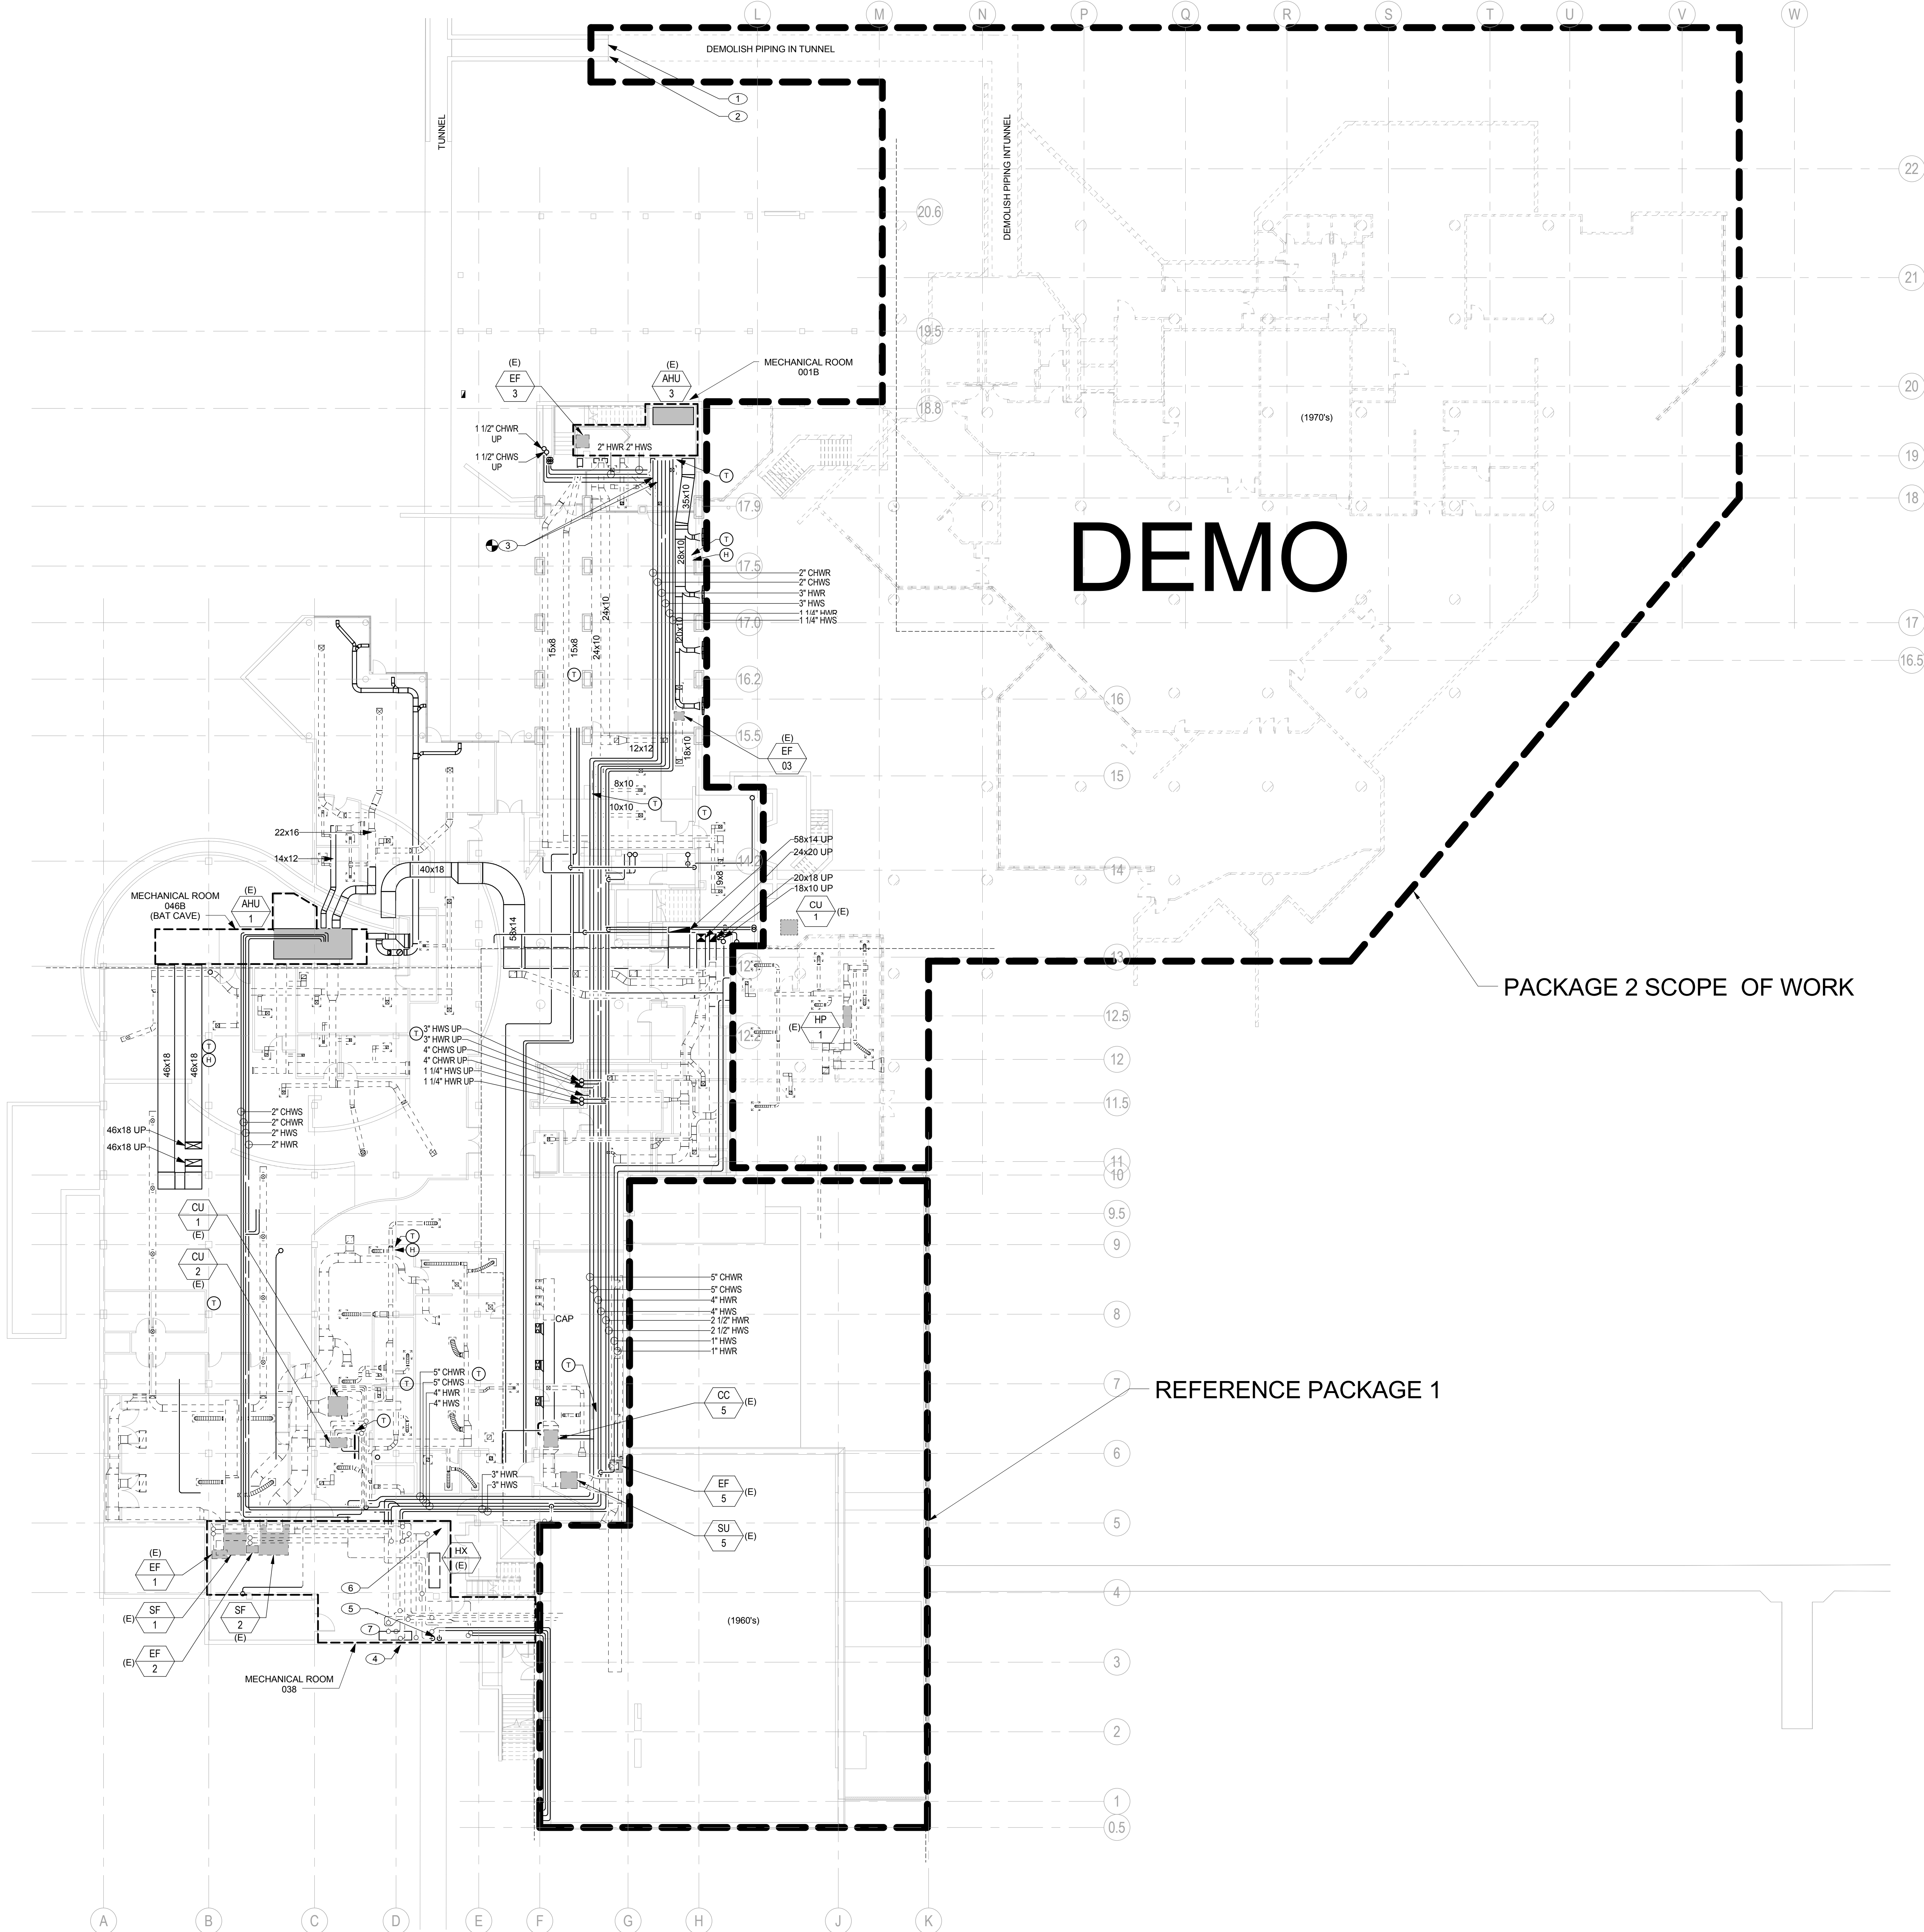 L
M
N
P
Q
R
S
T
U
V
W
DEMOLISH PIPING IN TUNNEL
1
2
TUNNEL
DEMOLISH PIPING INTUNNEL
22
20.6
21
19.5
20
18.8
19
18
17.9
17.5
17
17.0
16.5
16.2
16
15.5
15
14
13
12.5
12.2
12
11.5
11
10
9.5
9
8
7
6
5
4
3
2
1
0.5
(E)
EF
3
(E)
AHU
3
MECHANICAL ROOM
001B
(1970's)
1 1/2" CHWR
UP
1 1/2" CHWS
UP
2" HWR
2" HWS
T
35x10
3
T
H
28x10
DEMO
2" CHWR
2" CHWS
3" HWR
3" HWS
1 1/4" HWR
1 1/4" HWS
20x10
15x8
15x8
24x10
24x10
T
12x12
18x10
(E)
EF
03
8x10
10x10
T
T
22x16
14x12
40x18
58x14
9x8
58x14 UP
24x20 UP
20x18 UP
18x10 UP
MECHANICAL ROOM
046B
(BAT CAVE)
(E)
AHU
1
CU
1
(E)
PACKAGE 2 SCOPE OF WORK
HP
1
(E)
T
3" HWS UP
3" HWR UP
4" CHWS UP
4" CHWR UP
1 1/4" HWS UP
1 1/4" HWR UP
T
H
46x18
46x18
46x18 UP
46x18 UP
2" CHWS
2" CHWR
2" HWS
2" HWR
CU
1
(E)
CU
2
(E)
T
T
H
5" CHWR
5" CHWS
4" HWR
4" HWS
2 1/2" HWR
2 1/2" HWS
1" HWS
1" HWR
CAP
T
5" CHWR
5" CHWS
4" HWR
4" HWS
T
T
T
CC
5
(E)
REFERENCE PACKAGE 1
3" HWR
3" HWS
EF
5
(E)
SU
5
(E)
HX
(E)
6
5
7
4
(E)
EF
1
(E)
SF
1
SF
2
(E)
(E)
EF
2
MECHANICAL ROOM
038
(1960's)
A
B
C
D
E
F
G
H
J
K